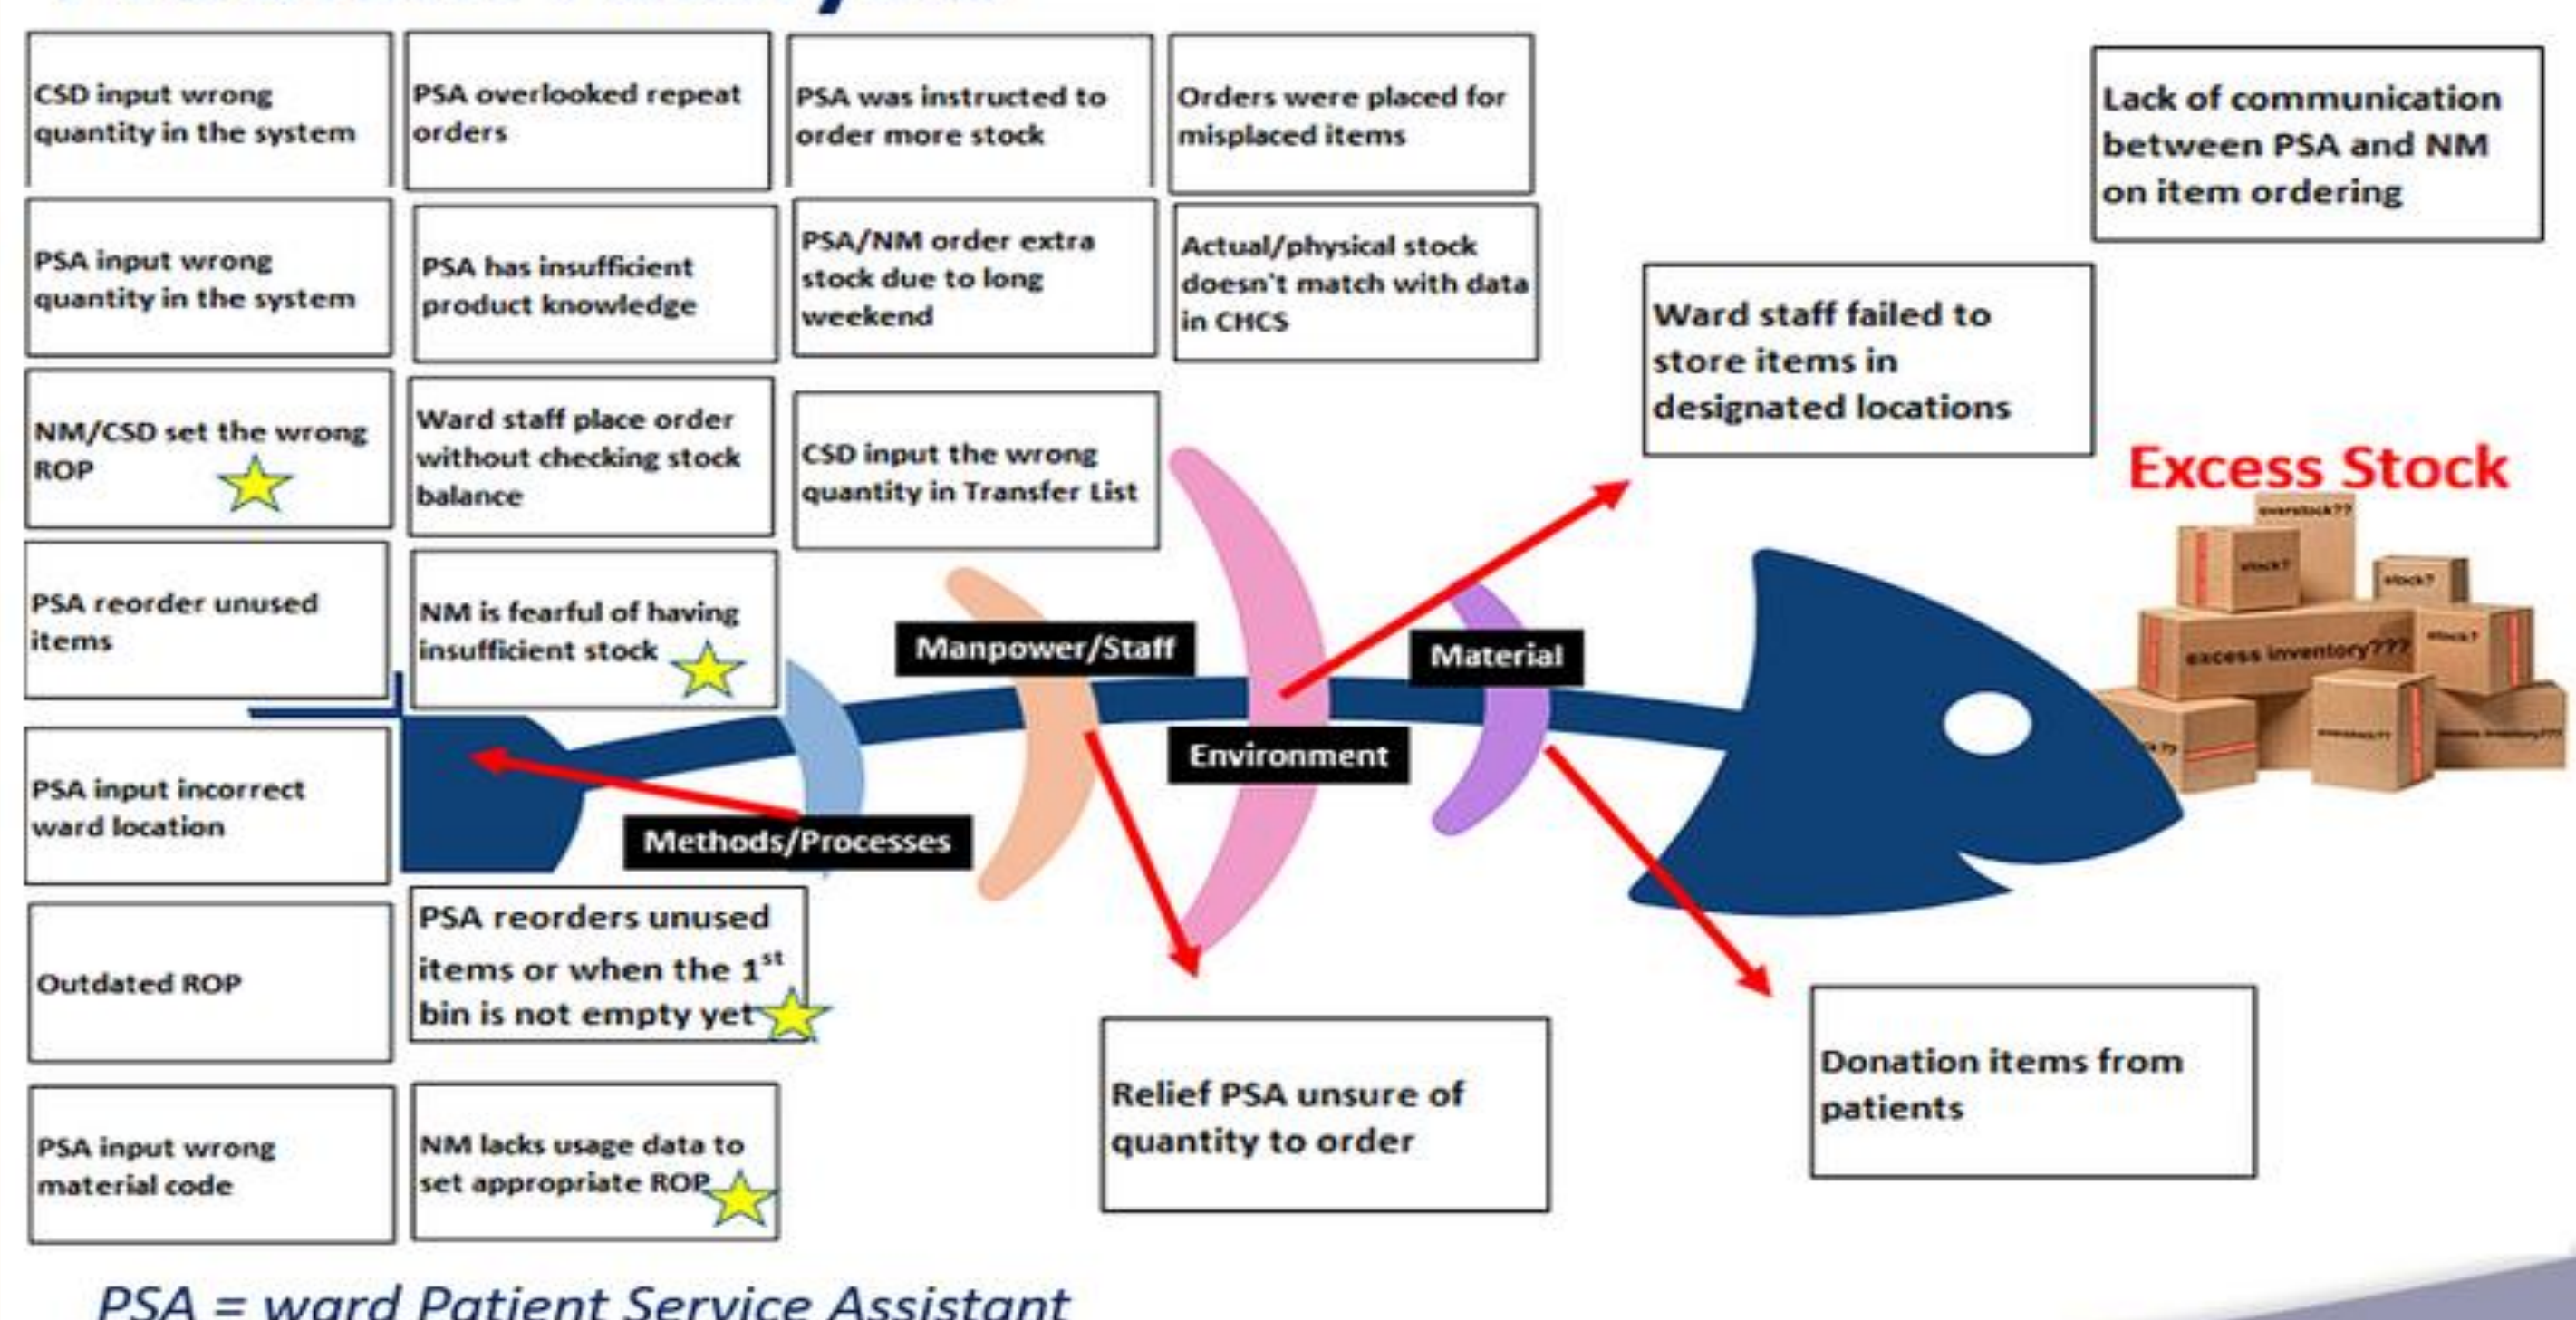 CSD input wrong
quantity in the system
PSA overlooked repeat
orders
PSA was instructed to
order more stock
Orders were placed for
misplaced items
Lack of communication
between PSA and NM
on item ordering
PSA input wrong
quantity in the system
PSA has insufficient
product knowledge
PSA/NM order extra
stock due to long
weekend
Actual/physical stock
doesn't match with data
in CHCS
Ward staff failed to
store items in
designated locations
NM/CSD set the wrong
ROP
Ward staff place order
without checking stock
balance
CSD input the wrong
quantity in Transfer List
Excess Stock
overstock??
stock?
stock?
excess inventory???
stock?
PSA reorder unused
items
NM is fearful of having
insufficient stock
Manpower/Staff
Material
Environment
Methods/Processes
PSA input incorrect
ward location
Outdated ROP
PSA reorders unused
items or when the 1st
bin is not empty yet
PSA input wrong
material code
NM lacks usage data to
set appropriate ROP
Relief PSA unsure of
quantity to order
Donation items from
patients
PSA = ward Patient Service Assistant